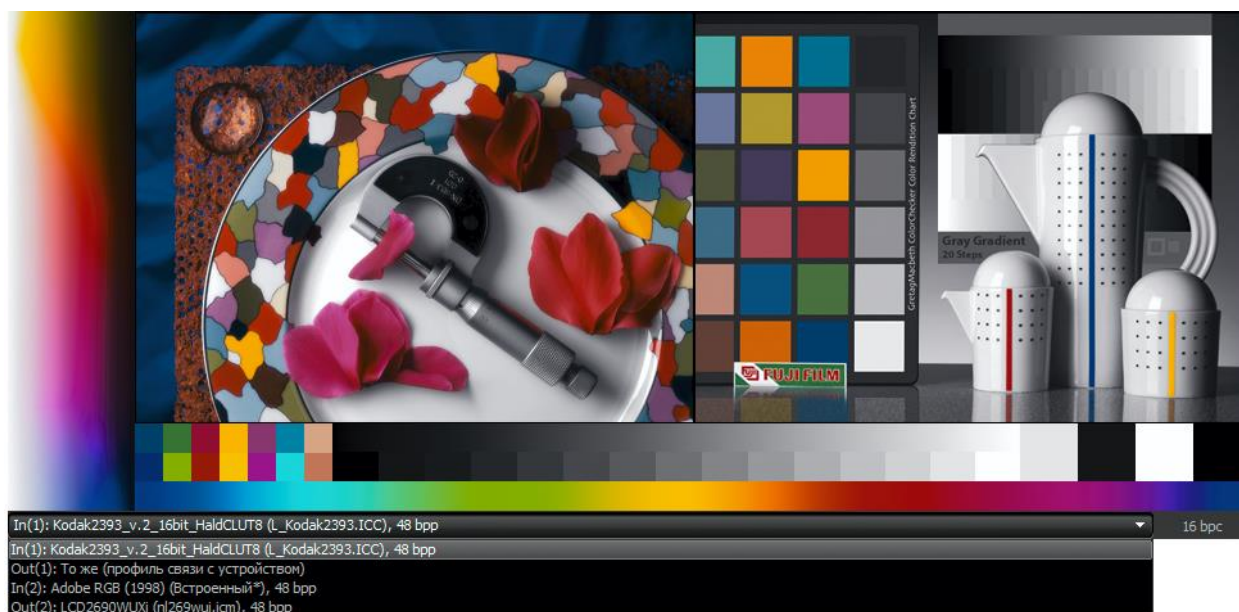 GretagMacbeth ColorChecker Color Rendition Chart
Gray Gradient
20 Steps
FUJI FILM
In(1): Kodak2393_v.2_16bit_HaldCLUT8 (L_Kodak2393.ICC), 48 bpp
16 bpc
In(1): Kodak2393_v.2_16bit_HaldCLUT8 (L_Kodak2393.ICC), 48 bpp
Out(1): То же (профиль связи с устройством)
In(2): Adobe RGB (1998) (Встроенный*), 48 bpp
Out(2): LCD2690WUXi (nl269wui.icm), 48 bpp